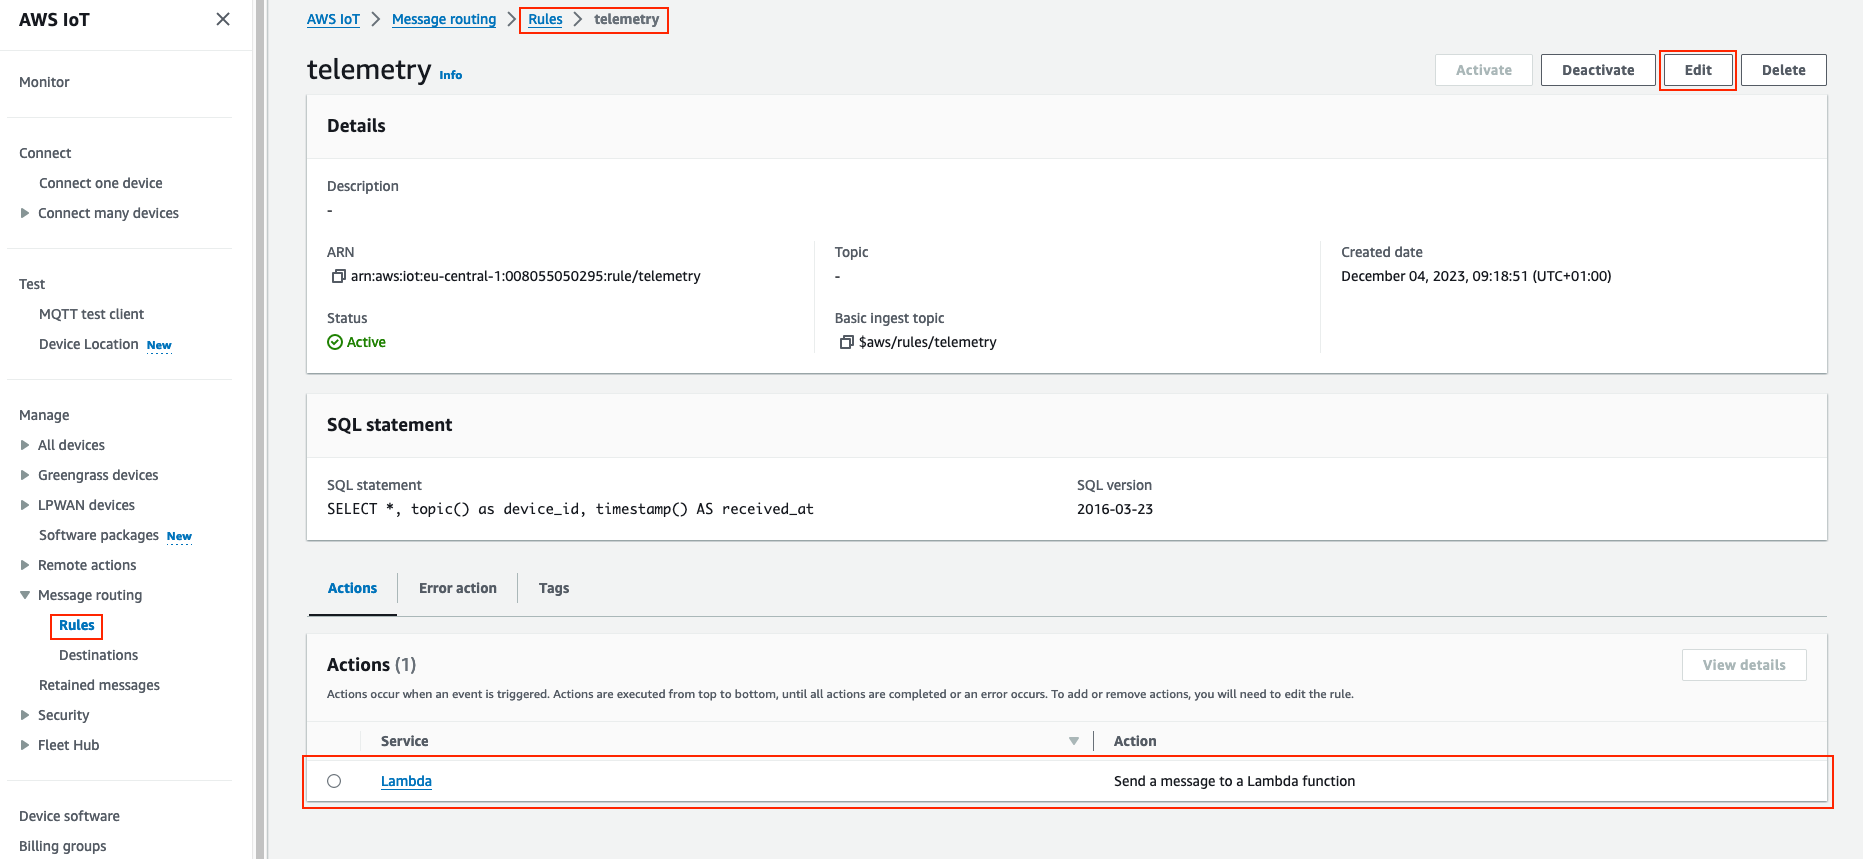 AWS IoT
Monitor
Connect
Connect one device
Connect many devices
Test
MQTT test client
Device Location New
Manage
All devices
Greengrass devices
LPWAN devices
Software packages New
Remote actions
Message routing
Rules
Destinations
Retained messages
Security
Fleet Hub
Device software
Billing groups
AWS IoT > Message routing > Rules > telemetry
telemetry Info
Activate Deactivate Edit Delete
Details
Description
-
ARN
arn:aws:iot:eu-central-1:008055050295:rule/telemetry
Status
Active
Topic
-
Basic ingest topic
$aws/rules/telemetry
Created date
December 04, 2023, 09:18:51 (UTC+01:00)
SQL statement
SQL statement
SELECT *, topic() as device_id, timestamp() AS received_at
SQL version
2016-03-23
Actions Error action Tags
Actions (1)
View details
Actions occur when an event is triggered. Actions are executed from top to bottom, until all actions are completed or an error occurs. To add or remove actions, you will need to edit the rule.
Service Action
Lambda Send a message to a Lambda function